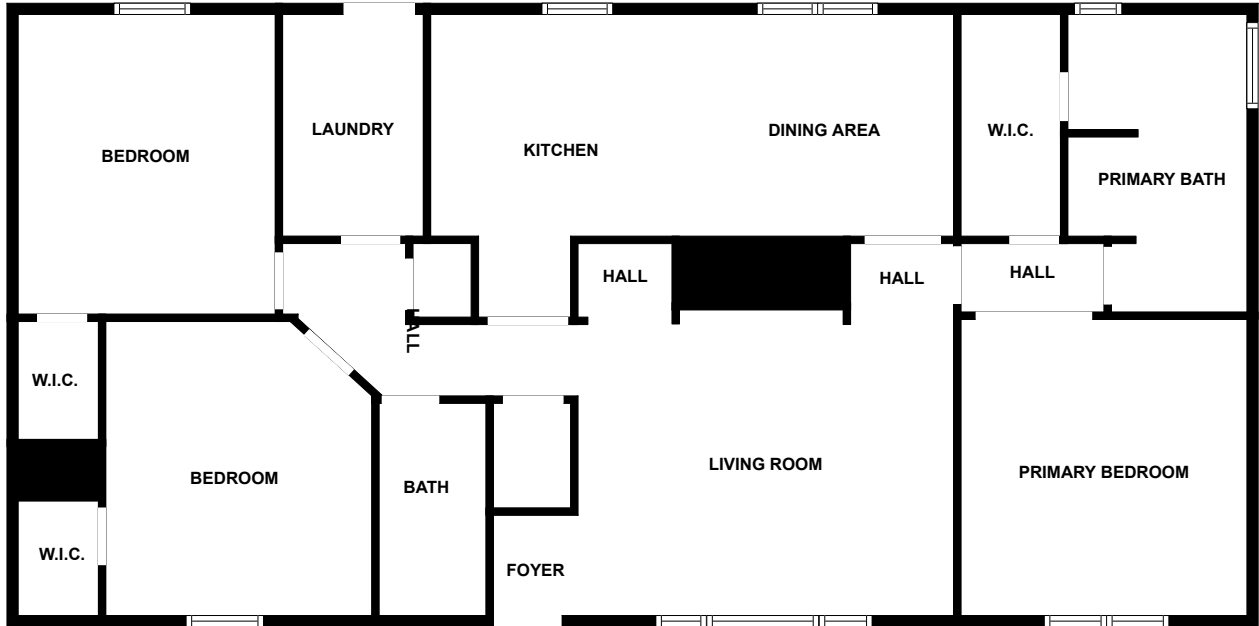 BEDROOM
LAUNDRY
KITCHEN
DINING AREA
W.I.C.
PRIMARY BATH
HALL
HALL
HALL
HALL
W.I.C.
BEDROOM
BATH
LIVING ROOM
PRIMARY BEDROOM
W.I.C.
FOYER